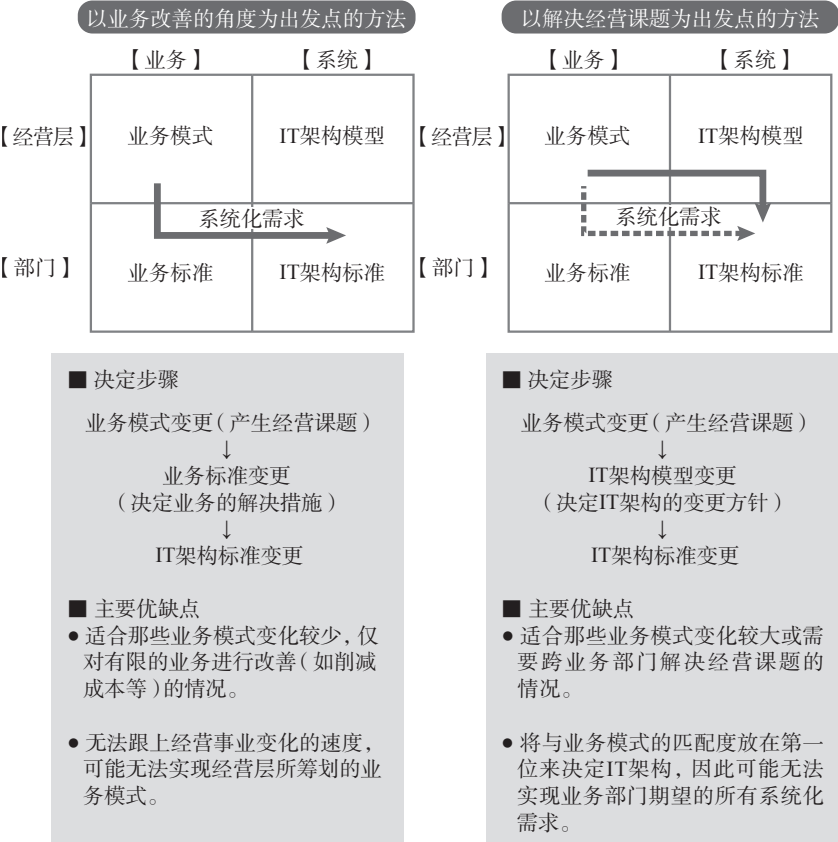 以业务改善的角度为出发点的方法
【业务】 【系统】
【经营层】 业务模式 IT架构模型
系统化需求
【部门】 业务标准 IT架构标准
■ 决定步骤
业务模式变更（产生经营课题）
↓
业务标准变更
（决定业务的解决措施）
↓
IT架构标准变更
■ 主要优缺点
● 适合那些业务模式变化较少，仅
对有限的业务进行改善（如削减
成本等）的情况。
● 无法跟上经营事业变化的速度，
可能无法实现经营层所筹划的业
务模式。
以解决经营课题为出发点的方法
【业务】 【系统】
【经营层】 业务模式 IT架构模型
系统化需求
【部门】 业务标准 IT架构标准
■ 决定步骤
业务模式变更（产生经营课题）
↓
IT架构模型变更
（决定IT架构的变更方针）
↓
IT架构标准变更
■ 主要优缺点
● 适合那些业务模式变化较大或需
要跨业务部门解决经营课题的
情况。
● 将与业务模式的匹配度放在第一
位来决定IT架构，因此可能无法
实现业务部门期望的所有系统化
需求。